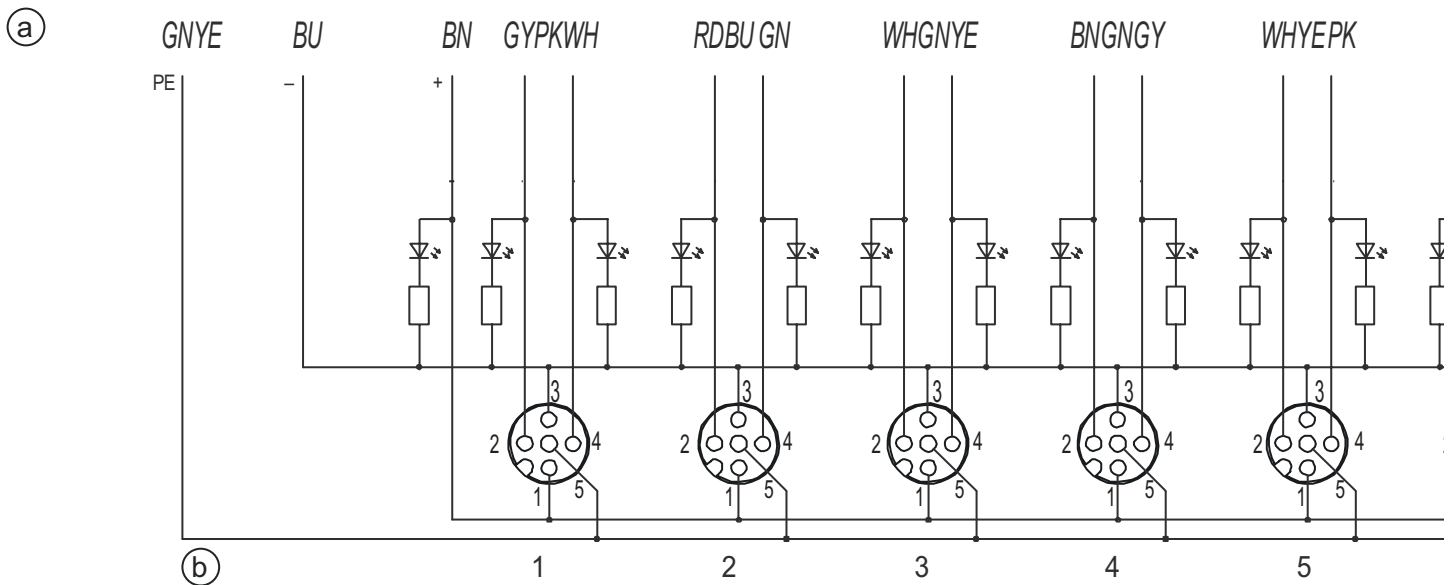 a
GNYE BU BN GYPKWH RDBU GN WHGNYE BNGNGY WHYEPK
PE – +
3 3 3 3 3
2 4 2 4 2 4 2 4 2 4
1 5 1 5 1 5 1 5 1 5
b 1 2 3 4 5